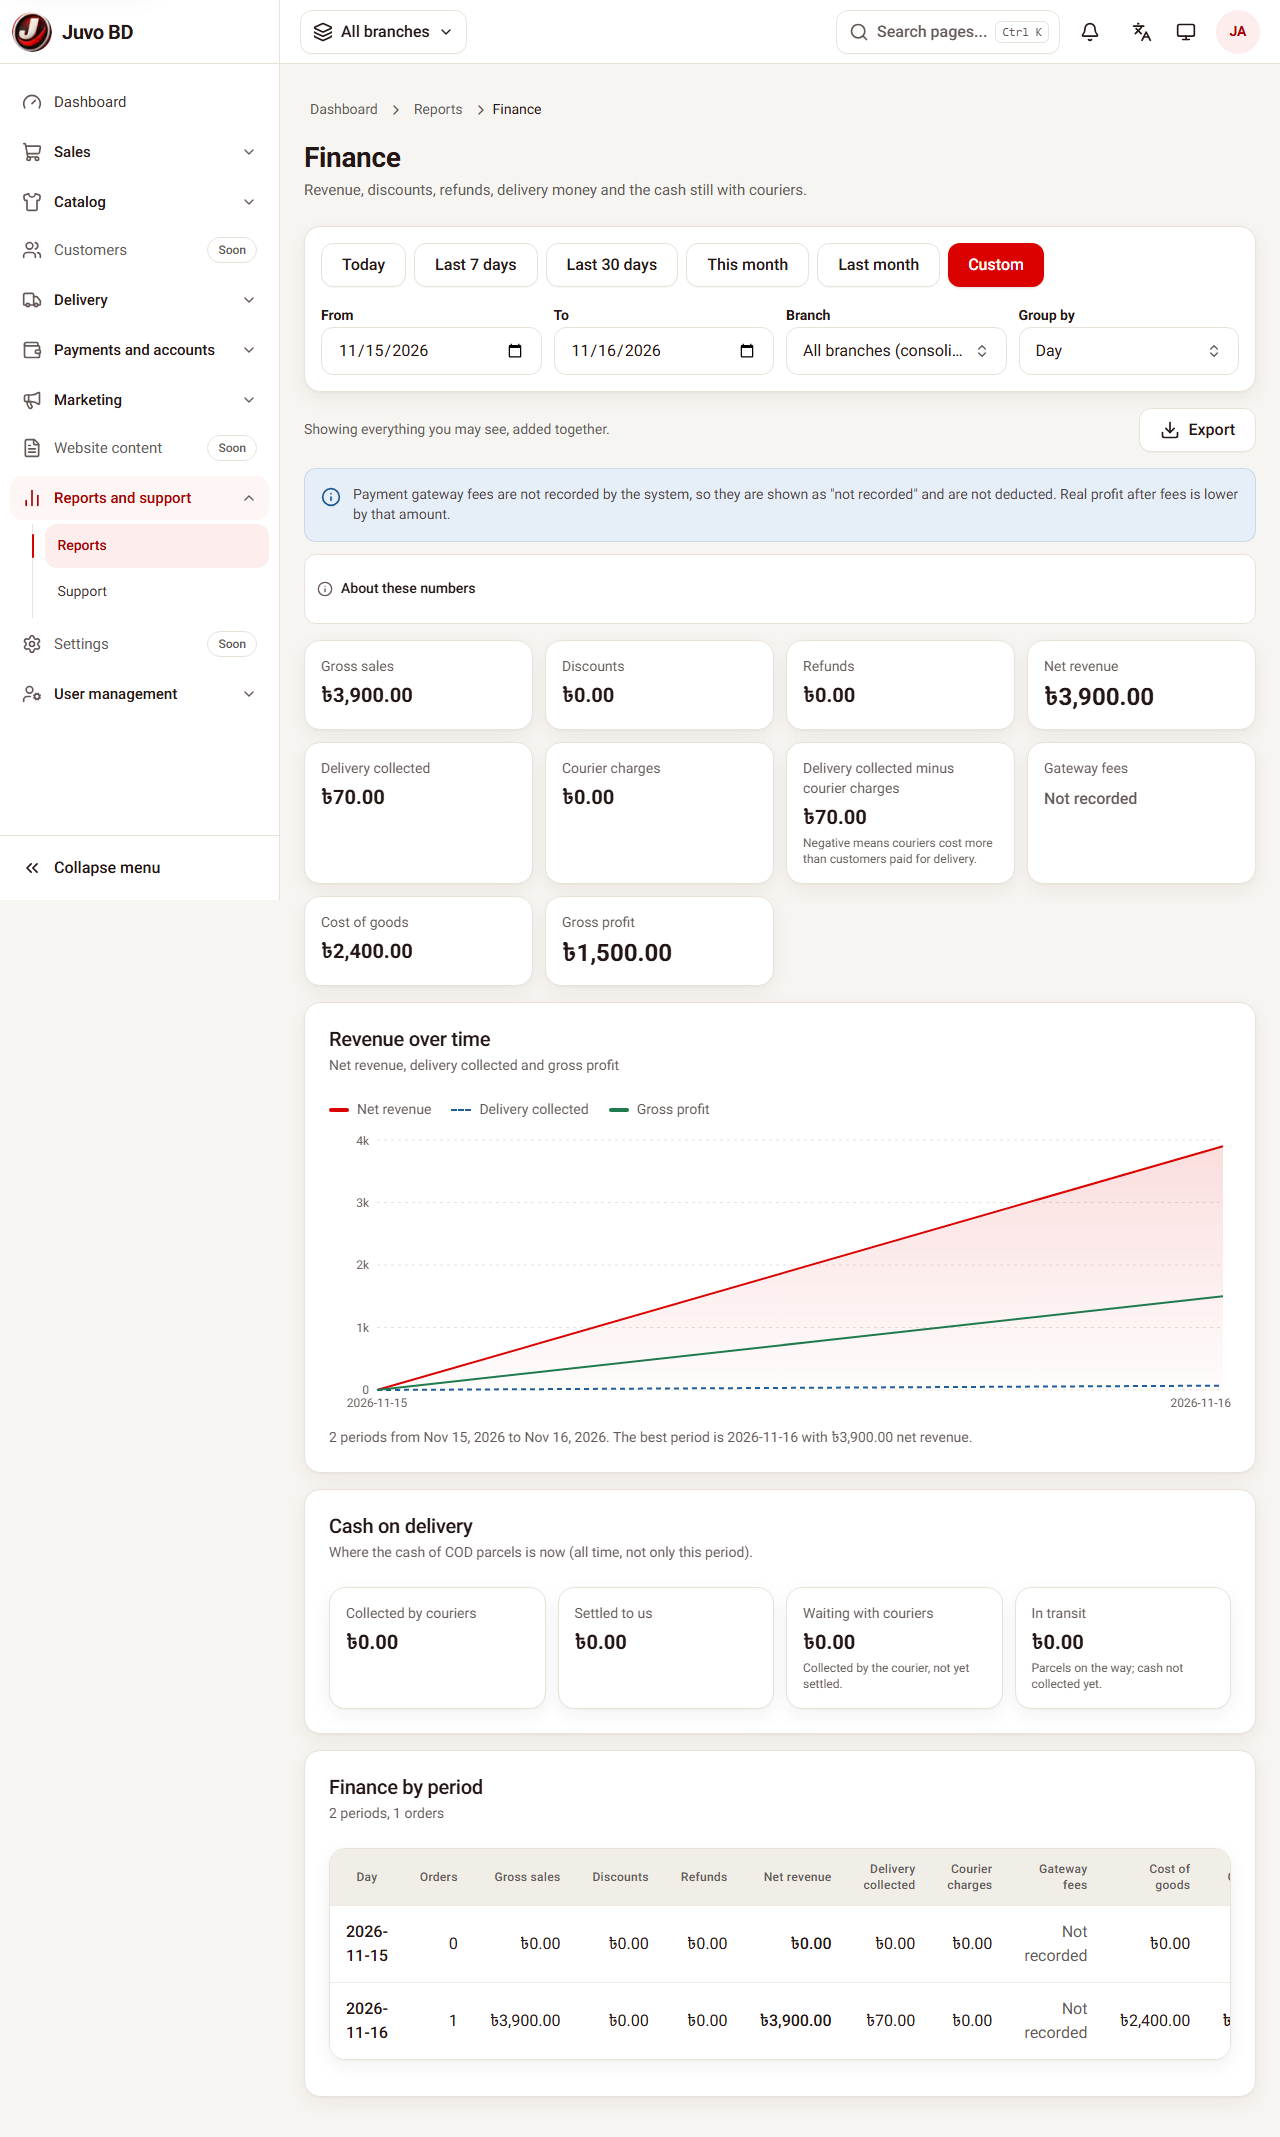 Juvo BD
All branches
Search pages...
Ctrl K
JA
Dashboard
Sales
Catalog
Customers
Soon
Delivery
Payments and accounts
Marketing
Website content
Soon
Reports and support
Reports
Support
Settings
Soon
User management
Collapse menu
Dashboard > Reports > Finance
Finance
Revenue, discounts, refunds, delivery money and the cash still with couriers.
Today
Last 7 days
Last 30 days
This month
Last month
Custom
From
To
Branch
Group by
11/15/2026
11/16/2026
All branches (consoli...
Day
Showing everything you may see, added together.
Export
Payment gateway fees are not recorded by the system, so they are shown as "not recorded" and are not deducted. Real profit after fees is lower
by that amount.
About these numbers
Gross sales
৳3,900.00
Discounts
৳0.00
Refunds
৳0.00
Net revenue
৳3,900.00
Delivery collected
৳70.00
Courier charges
৳0.00
Delivery collected minus
courier charges
৳70.00
Negative means couriers cost more
than customers paid for delivery.
Gateway fees
Not recorded
Cost of goods
৳2,400.00
Gross profit
৳1,500.00
Revenue over time
Net revenue, delivery collected and gross profit
Net revenue
Delivery collected
Gross profit
4k
3k
2k
1k
0
2026-11-15
2026-11-16
2 periods from Nov 15, 2026 to Nov 16, 2026. The best period is 2026-11-16 with ৳3,900.00 net revenue.
Cash on delivery
Where the cash of COD parcels is now (all time, not only this period).
Collected by couriers
৳0.00
Settled to us
৳0.00
Waiting with couriers
৳0.00
Collected by the courier, not yet
settled.
In transit
৳0.00
Parcels on the way; cash not
collected yet.
Finance by period
2 periods, 1 orders
Day
Orders
Gross sales
Discounts
Refunds
Net revenue
Delivery
collected
Courier
charges
Gateway
fees
Cost of
goods
2026-
11-15
0
৳0.00
৳0.00
৳0.00
৳0.00
৳0.00
৳0.00
Not
recorded
৳0.00
2026-
11-16
1
৳3,900.00
৳0.00
৳0.00
৳3,900.00
৳70.00
৳0.00
Not
recorded
৳2,400.00
৳